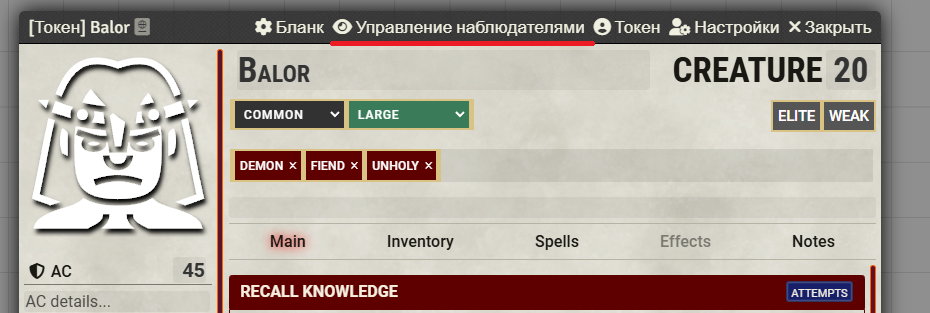 [Токен] Balor Бланк Управление наблюдателями Токен Настройки Закрыть
Balor CREATURE 20
COMMON LARGE ELITE WEAK
DEMON × FIEND × UNHOLY ×
Main Inventory Spells Effects Notes
AC 45
RECALL KNOWLEDGE ATTEMPTS
AC details...